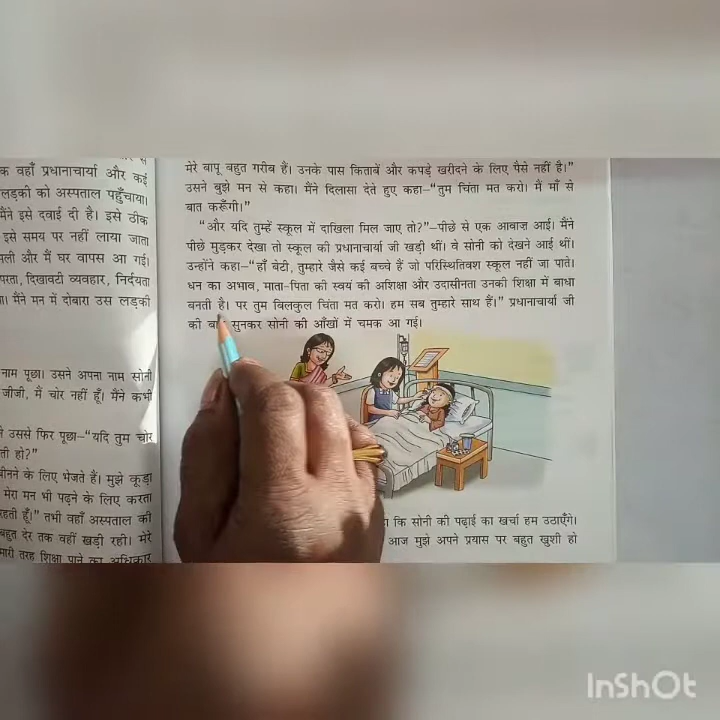 क वहाँ प्रधानाचार्या और कई
लड़की को अस्पताल पहुँचाया।
मैंने इसे दवाई दी है। इसे ठीक
इसे समय पर नहीं लाया जाता
और मैं घर वापस आ गई।
दिखावटी व्यवहार, निर्दयता
मैंने मन में दोबारा उस लड़की
नाम पूछा। उसने अपना नाम सोनी
जीजी, मैं चोर नहीं हूँ। मैंने कभी
उससे फिर पूछा–“यदि तुम चोर
हो?”
बीनने के लिए भेजते हैं। मुझे कूड़ा
मेरा मन भी पढ़ने के लिए करता
रहती हूँ।” तभी वहाँ अस्पताल की
बहुत देर तक वहीं खड़ी रही। मेरे
तरह शिक्षा पाने का अधिकार
मेरे बापू बहुत गरीब हैं। उनके पास किताबें और कपड़े खरीदने के लिए पैसे नहीं है।”
उसने बुझे मन से कहा। मैंने दिलासा देते हुए कहा–“तुम चिंता मत करो। मैं माँ से
बात करूँगी।”
“और यदि तुम्हें स्कूल में दाखिला मिल जाए तो?”–पीछे से एक आवाज आई। मैंने
पीछे मुड़कर देखा तो स्कूल की प्रधानाचार्या जी खड़ी थीं। वे सोनी को देखने आई थीं।
उन्होंने कहा–“हाँ बेटी, तुम्हारे जैसे कई बच्चे हैं जो परिस्थितिवश स्कूल नहीं जा पाते।
धन का अभाव, माता-पिता की स्वयं की अशिक्षा और उदासीनता उनकी शिक्षा में बाधा
बनती है। पर तुम बिलकुल चिंता मत करो। हम सब तुम्हारे साथ हैं।” प्रधानाचार्या जी
की सुनकर सोनी की आँखों में चमक आ गई।
कि सोनी की पढ़ाई का खर्चा हम उठाएँगे।
आज मुझे अपने प्रयास पर बहुत खुशी हो
InShOt